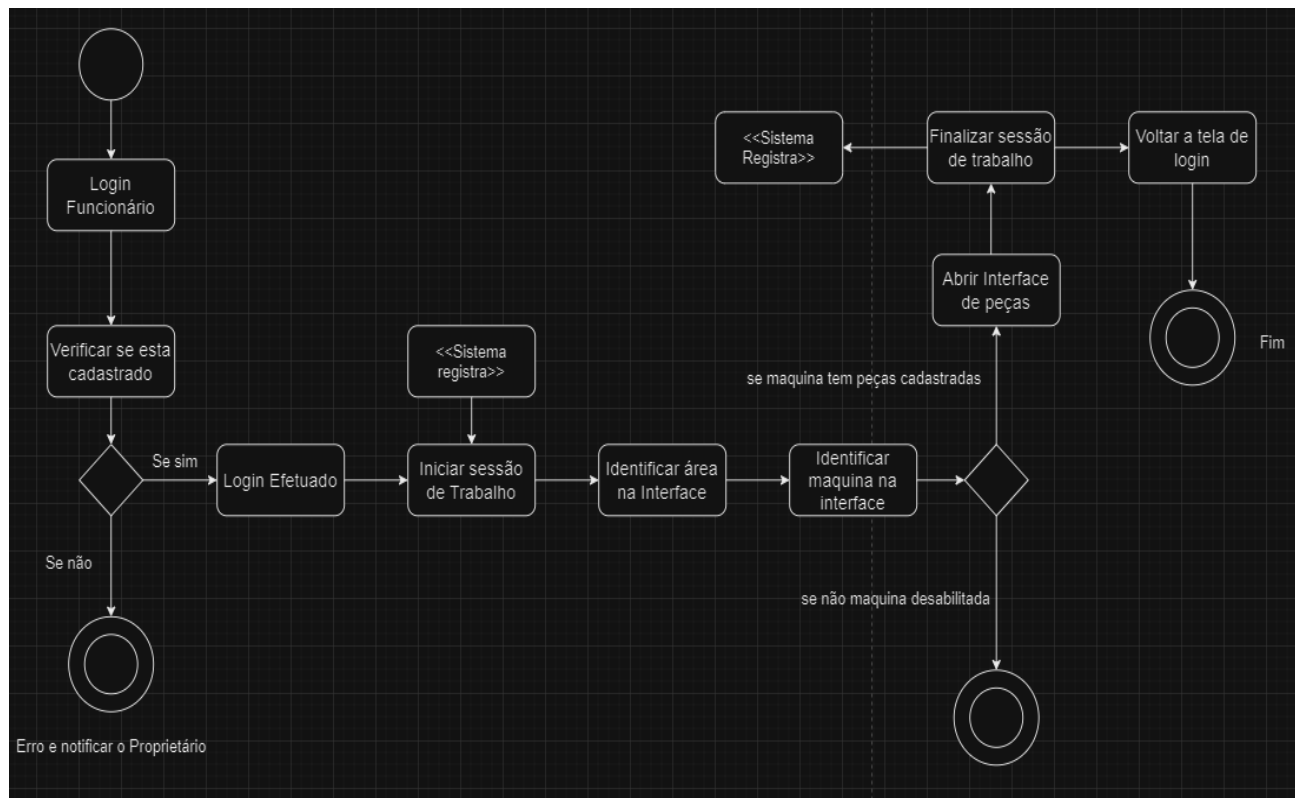 <<Sistema
Registra>>
Finalizar sessão
de trabalho
Voltar a tela de
login
Login
Funcionário
Abrir Interface
de peças
Fim
Verificar se esta
cadastrado
<<Sistema
registra>>
se maquina tem peças cadastradas
Se sim
Login Efetuado
Iniciar sessão
de Trabalho
Identificar área
na Interface
Identificar
maquina na
interface
Se não
se não maquina desabilitada
Erro e notificar o Proprietário